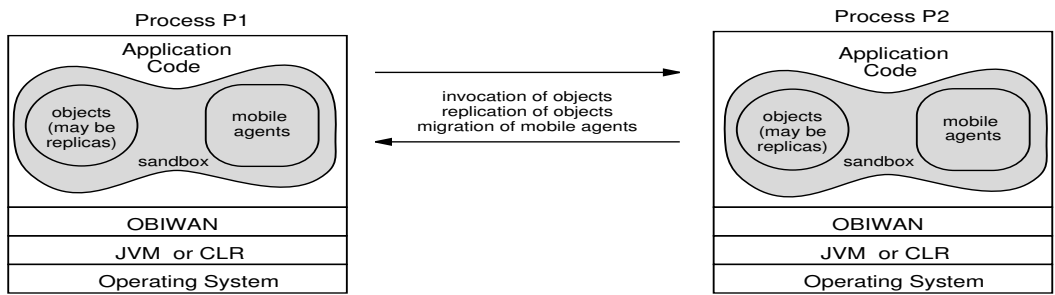 Process P1
Application
Code
objects
(may be
replicas)
mobile
agents
sandbox
OBIWAN
JVM or CLR
Operating System
invocation of objects
replication of objects
migration of mobile agents
Process P2
Application
Code
objects
(may be
replicas)
mobile
agents
sandbox
OBIWAN
JVM or CLR
Operating System